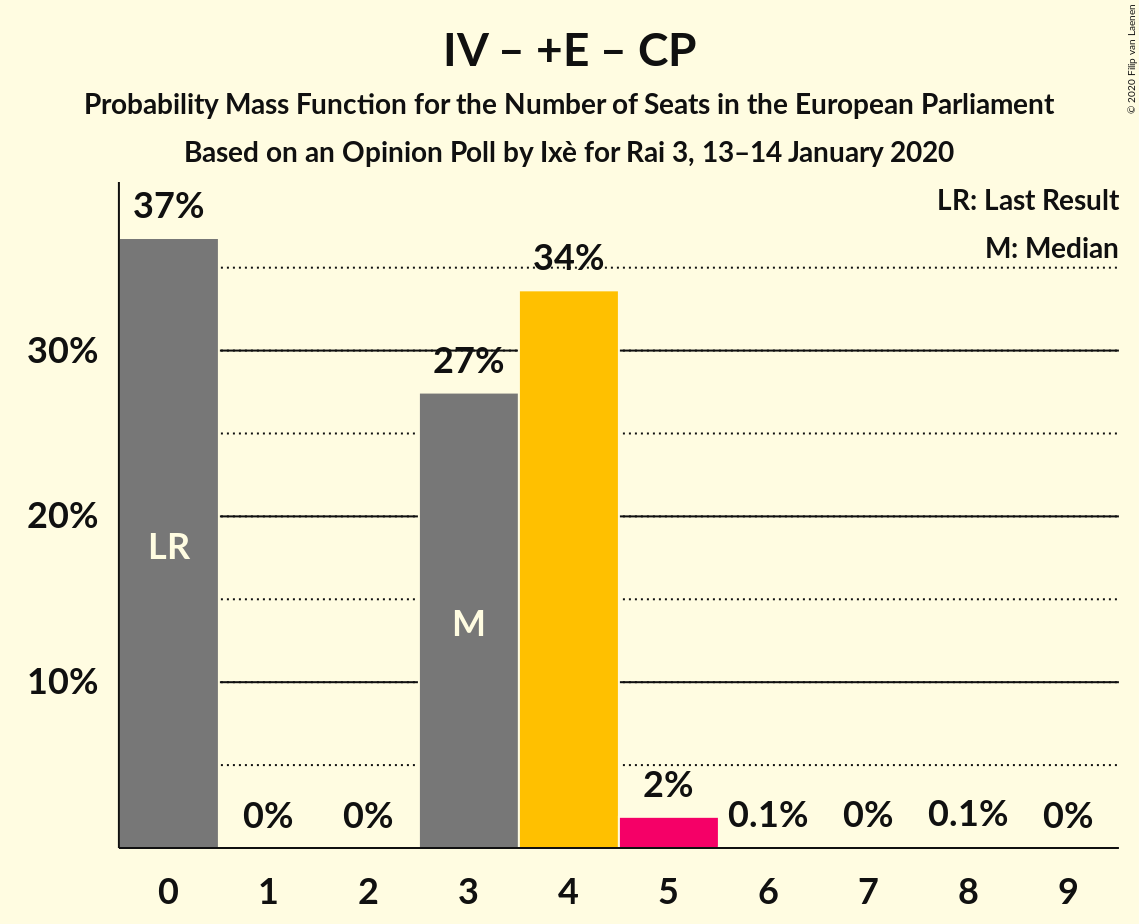 IV – +E – CP
Probability Mass Function for the Number of Seats in the European Parliament
Based on an Opinion Poll by Ixè for Rai 3, 13–14 January 2020
© 2020 Filip van Laenen
LR: Last Result
M: Median
37%
34%
30%
27%
20%
LR
M
10%
2%
0%
0%
0.1%
0%
0.1%
0%
0 1 2 3 4 5 6 7 8 9